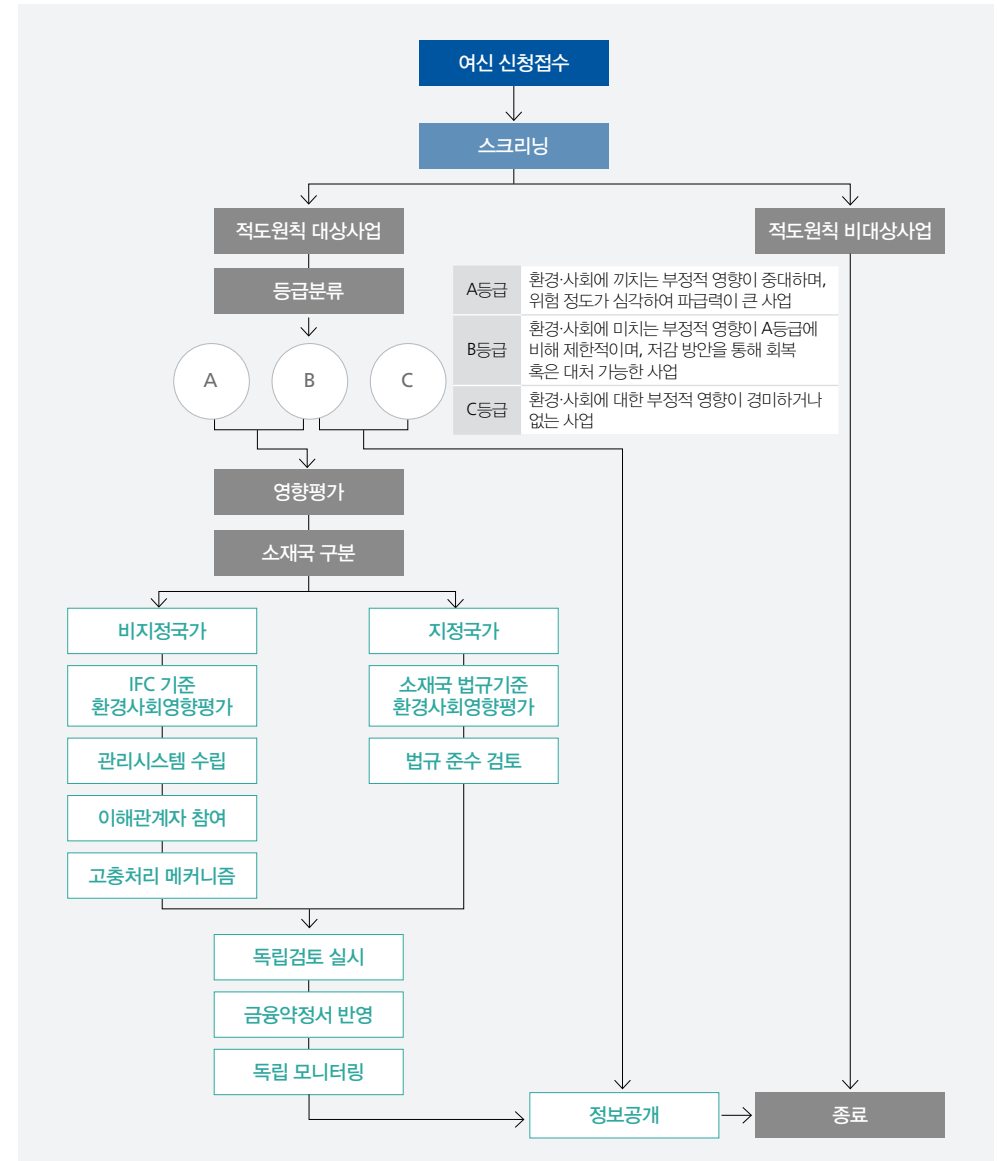 여신 신청접수
스크리닝
적도원칙 대상사업
적도원칙 비대상사업
등급분류
A등급
환경·사회에 끼치는 부정적 영향이 중대하며,
위험 정도가 심각하여 파급력이 큰 사업
B등급
환경·사회에 미치는 부정적 영향이 A등급에
비해 제한적이며, 저감 방안을 통해 회복
혹은 대처 가능한 사업
C등급
환경·사회에 대한 부정적 영향이 경미하거나
없는 사업
A
B
C
영향평가
소재국 구분
비지정국가
지정국가
IFC 기준
환경사회영향평가
소재국 법규기준
환경사회영향평가
관리시스템 수립
법규 준수 검토
이해관계자 참여
고충처리 메커니즘
독립검토 실시
금융약정서 반영
독립 모니터링
정보공개
종료